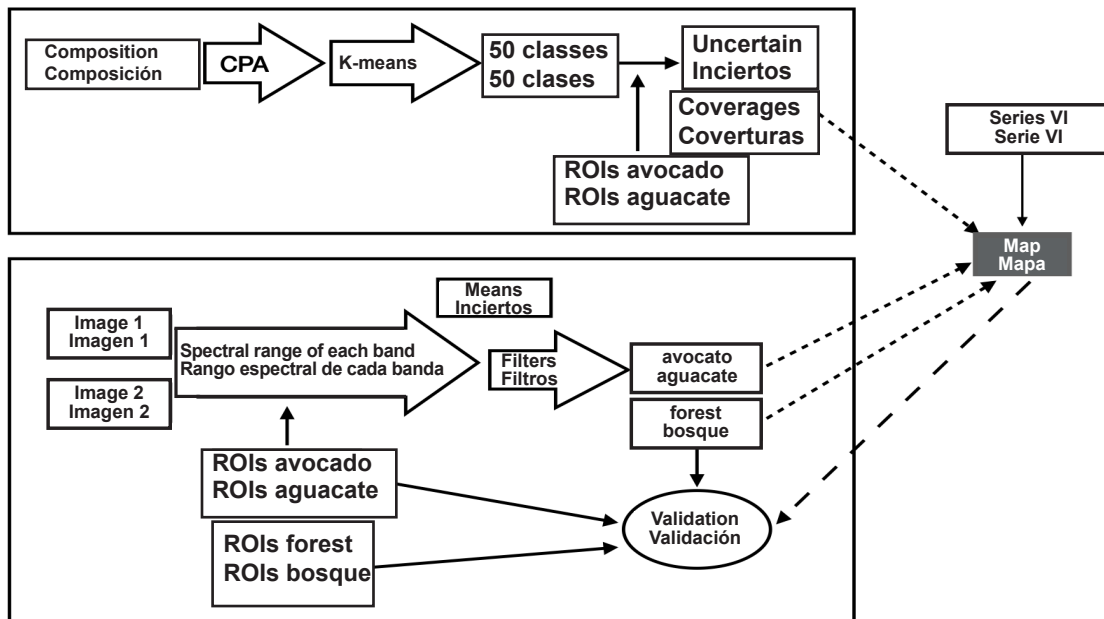 Composition
Composición
CPA
K-means
50 classes
50 clases
Uncertain
Inciertos
Coverages
Coverturas
ROIs avocado
ROIs aguacate
Series VI
Serie VI
Map
Mapa
Means
Inciertos
Image 1
Imagen 1
Spectral range of each band
Rango espectral de cada banda
Image 2
Imagen 2
Filters
Filtros
avocato
aguacate
forest
bosque
ROIs avocado
ROIs aguacate
ROIs forest
ROIs bosque
Validation
Validación